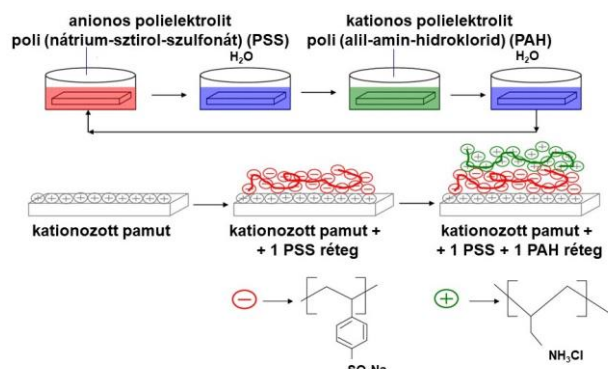 anionos polielektrolit
poli (nátrium-sztirol-szulfonát) (PSS)
kationos polielektrolit
poli (alil-amin-hidroklorid) (PAH)
H₂O
H₂O
kationozott pamut
kationozott pamut +
+ 1 PSS réteg
kationozott pamut +
+ 1 PSS + 1 PAH réteg
NH₃Cl